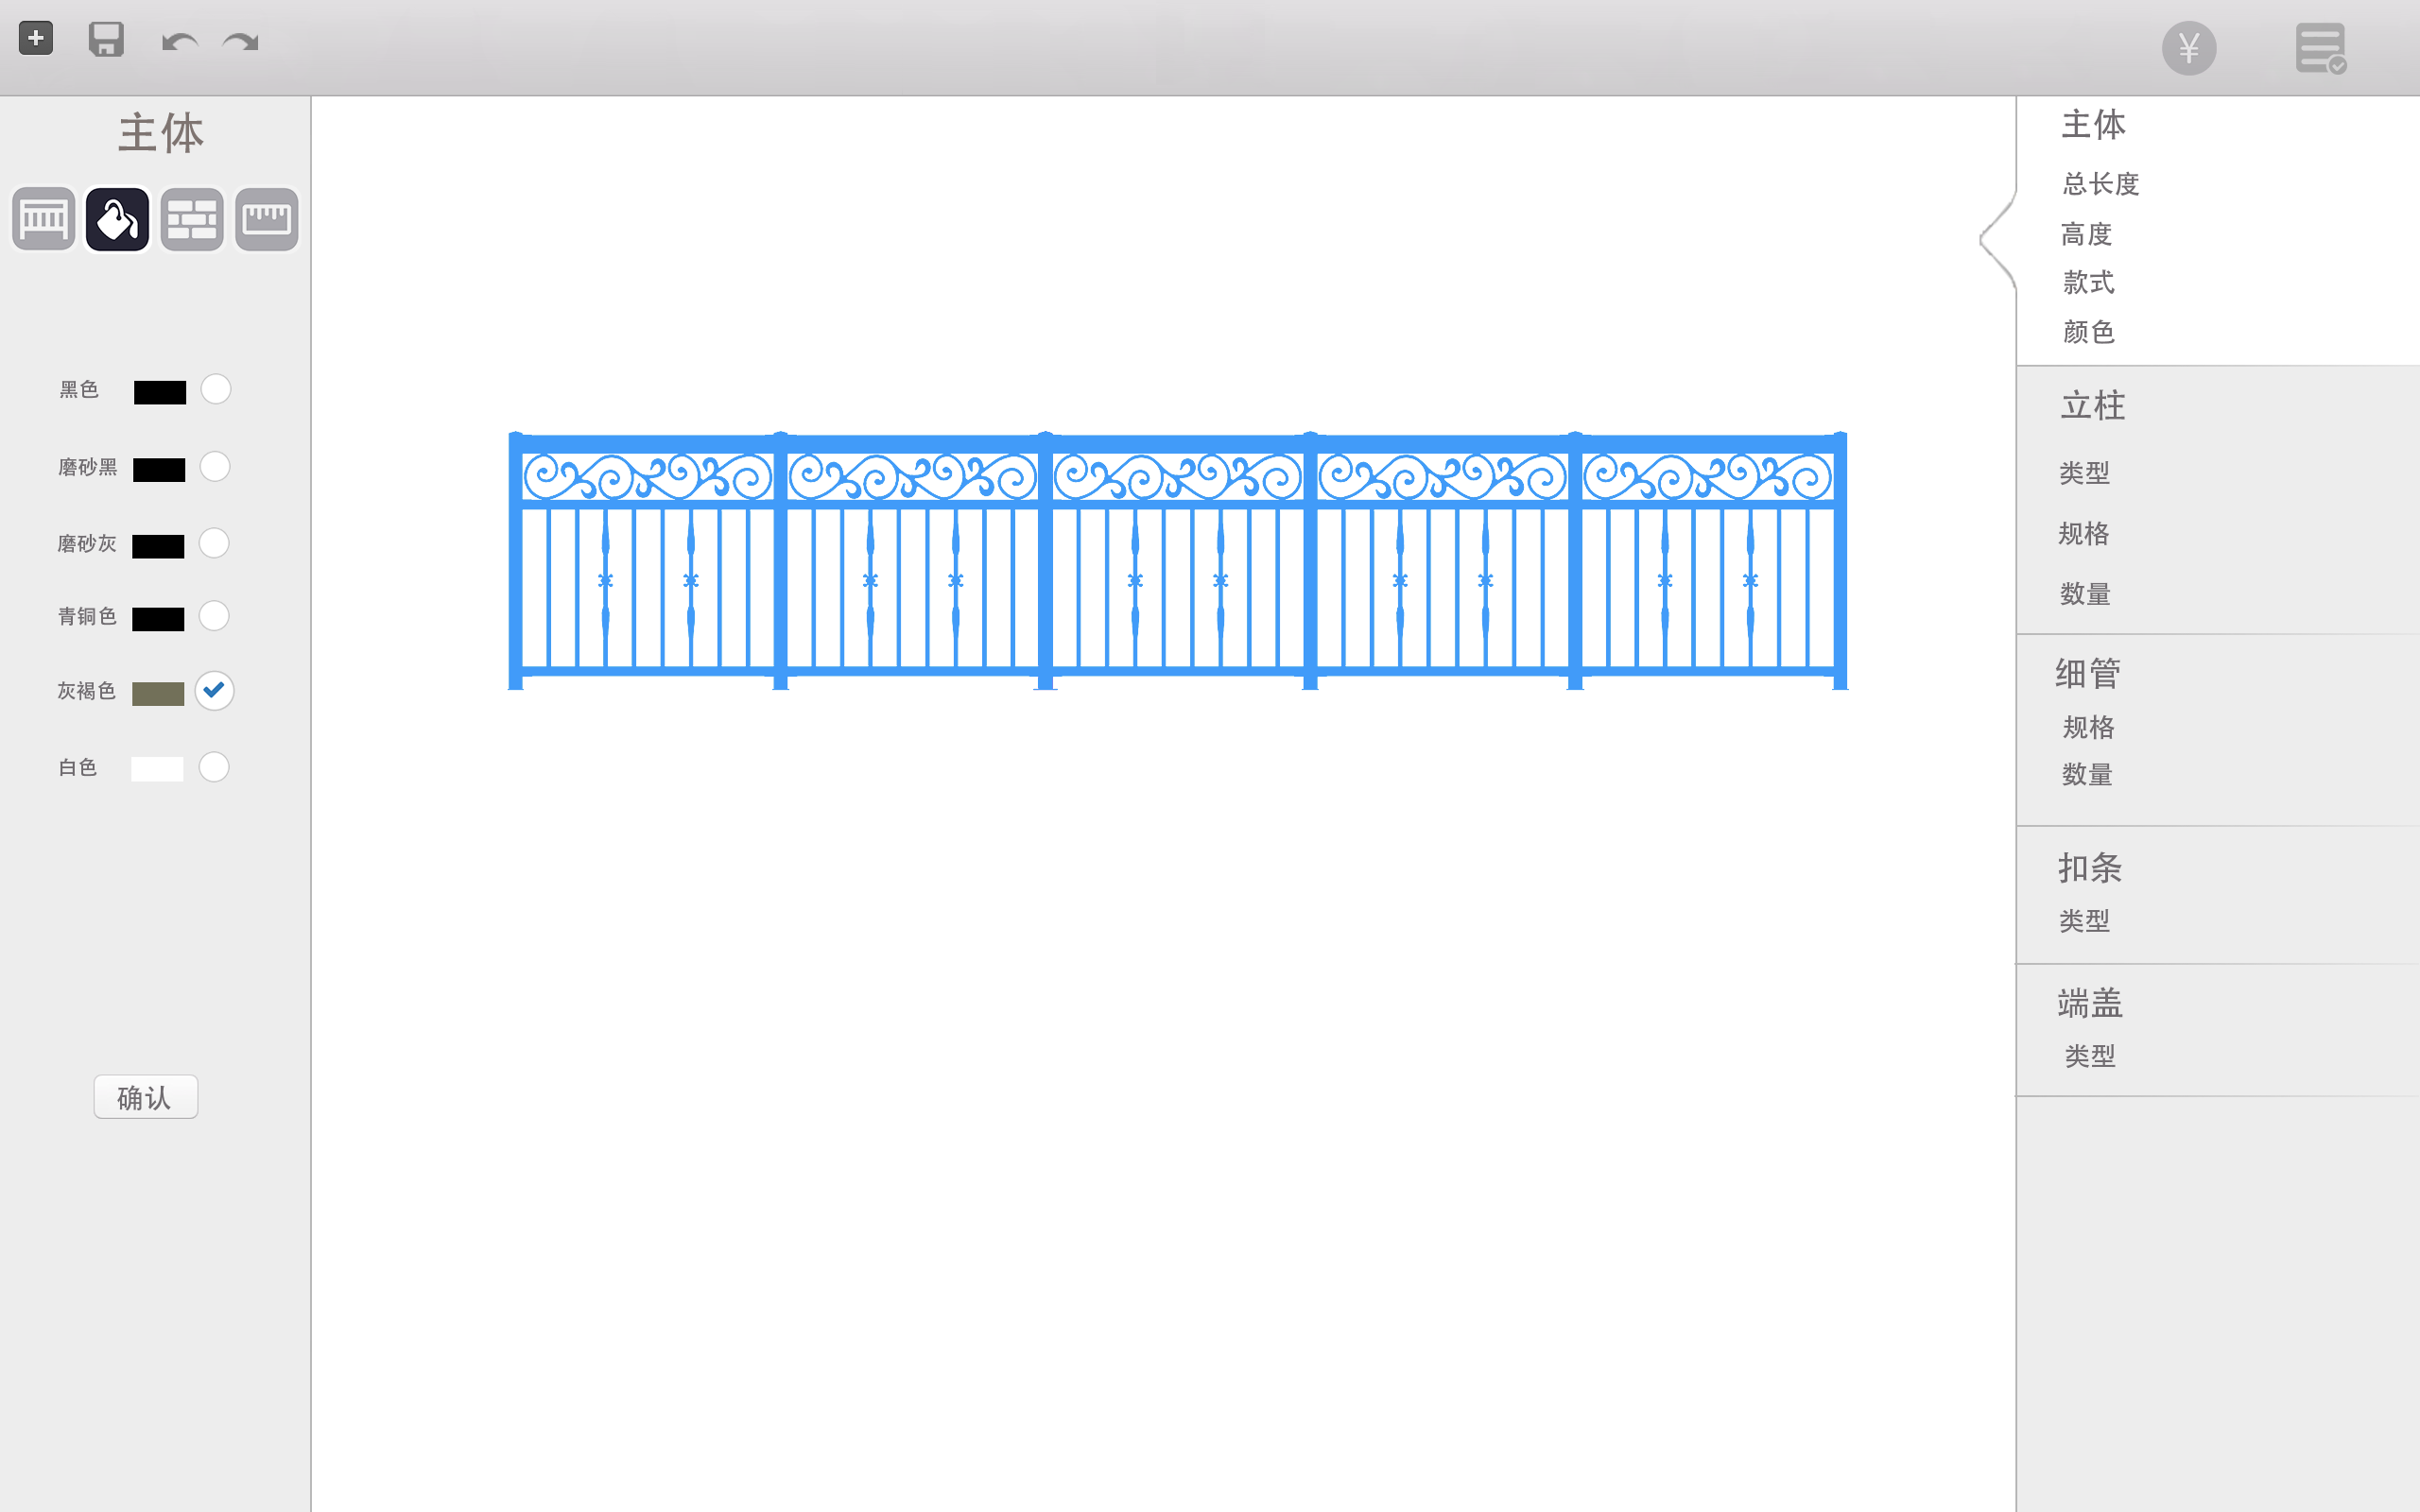 ¥
主体
黑色
磨砂黑
磨砂灰
青铜色
灰褐色
白色
确认
主体
总长度
高度
款式
颜色
立柱
类型
规格
数量
细管
规格
数量
扣条
类型
端盖
类型